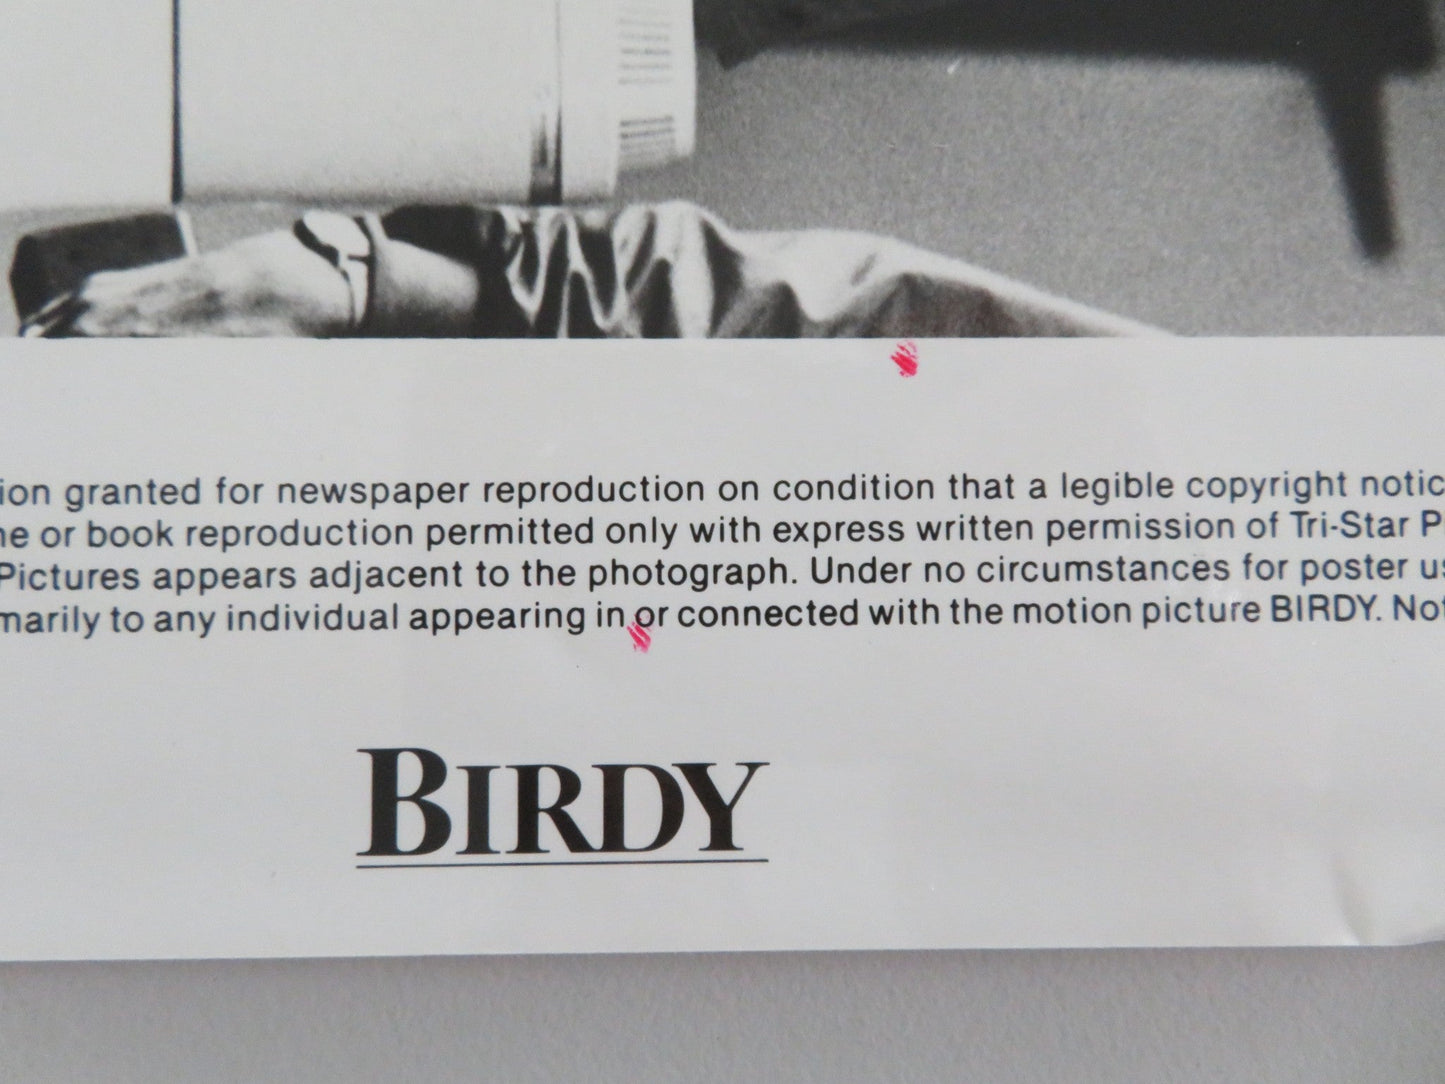 ion granted for newspaper reproduction on condition that a legible copyright notic
or book reproduction permitted only with express written permission of Tri-Star P
Pictures appears adjacent to the photograph. Under no circumstances for poster us
marily to any individual appearing in or connected with the motion picture BIRDY. Not
BIRDY